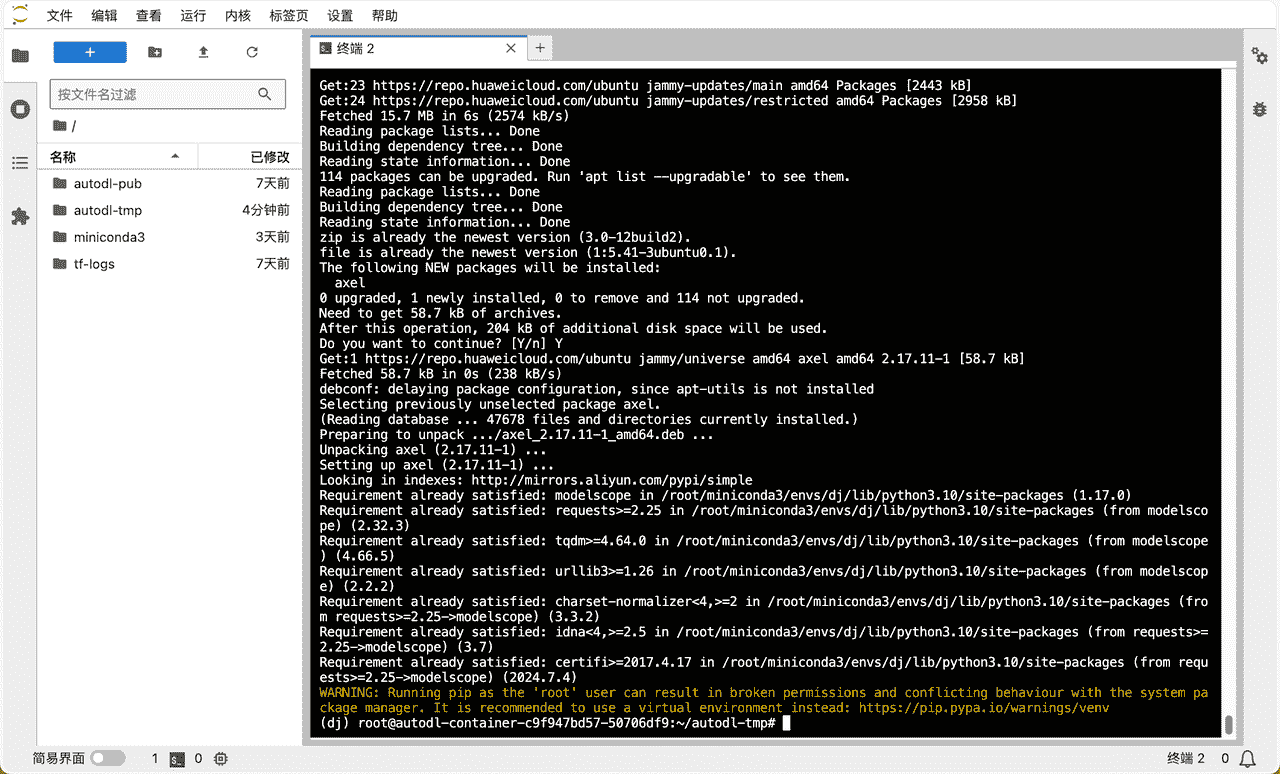 文件 编辑 查看 运行 内核 标签页 设置 帮助
+
按文件名过滤
/
名称 已修改
autodl-pub 7天前
autodl-tmp 4分钟前
miniconda3 3天前
tf-logs 7天前
终端 2
Get:23 https://repo.huaweicloud.com/ubuntu jammy-updates/main amd64 Packages [2443 kB]
Get:24 https://repo.huaweicloud.com/ubuntu jammy-updates/restricted amd64 Packages [2958 kB]
Fetched 15.7 MB in 6s (2574 kB/s)
Reading package lists... Done
Building dependency tree... Done
Reading state information... Done
114 packages can be upgraded. Run 'apt list --upgradable' to see them.
Reading package lists... Done
Building dependency tree... Done
Reading state information... Done
zip is already the newest version (3.0-12build2).
file is already the newest version (1:5.41-3ubuntu0.1).
The following NEW packages will be installed:
  axel
0 upgraded, 1 newly installed, 0 to remove and 114 not upgraded.
Need to get 58.7 kB of archives.
After this operation, 204 kB of additional disk space will be used.
Do you want to continue? [Y/n] Y
Get:1 https://repo.huaweicloud.com/ubuntu jammy/universe amd64 axel amd64 2.17.11-1 [58.7 kB]
Fetched 58.7 kB in 0s (238 kB/s)
debconf: delaying package configuration, since apt-utils is not installed
Selecting previously unselected package axel.
(Reading database ... 47678 files and directories currently installed.)
Preparing to unpack .../axel_2.17.11-1_amd64.deb ...
Unpacking axel (2.17.11-1) ...
Setting up axel (2.17.11-1) ...
Looking in indexes: http://mirrors.aliyun.com/pypi/simple
Requirement already satisfied: modelscope in /root/miniconda3/envs/dj/lib/python3.10/site-packages (1.17.0)
Requirement already satisfied: requests>=2.25 in /root/miniconda3/envs/dj/lib/python3.10/site-packages (from modelsco
pe) (2.32.3)
Requirement already satisfied: tqdm>=4.64.0 in /root/miniconda3/envs/dj/lib/python3.10/site-packages (from modelscope
) (4.66.5)
Requirement already satisfied: urllib3>=1.26 in /root/miniconda3/envs/dj/lib/python3.10/site-packages (from modelscop
e) (2.2.2)
Requirement already satisfied: charset-normalizer<4,>=2 in /root/miniconda3/envs/dj/lib/python3.10/site-packages (fro
m requests>=2.25->modelscope) (3.3.2)
Requirement already satisfied: idna<4,>=2.5 in /root/miniconda3/envs/dj/lib/python3.10/site-packages (from requests>=
2.25->modelscope) (3.7)
Requirement already satisfied: certifi>=2017.4.17 in /root/miniconda3/envs/dj/lib/python3.10/site-packages (from requ
ests>=2.25->modelscope) (2024.7.4)
WARNING: Running pip as the 'root' user can result in broken permissions and conflicting behaviour with the system pa
ckage manager. It is recommended to use a virtual environment instead: https://pip.pypa.io/warnings/venv
(dj) root@autodl-container-c9f947bd57-50706df9:~/autodl-tmp#
简易界面 1 0 终端 2 0